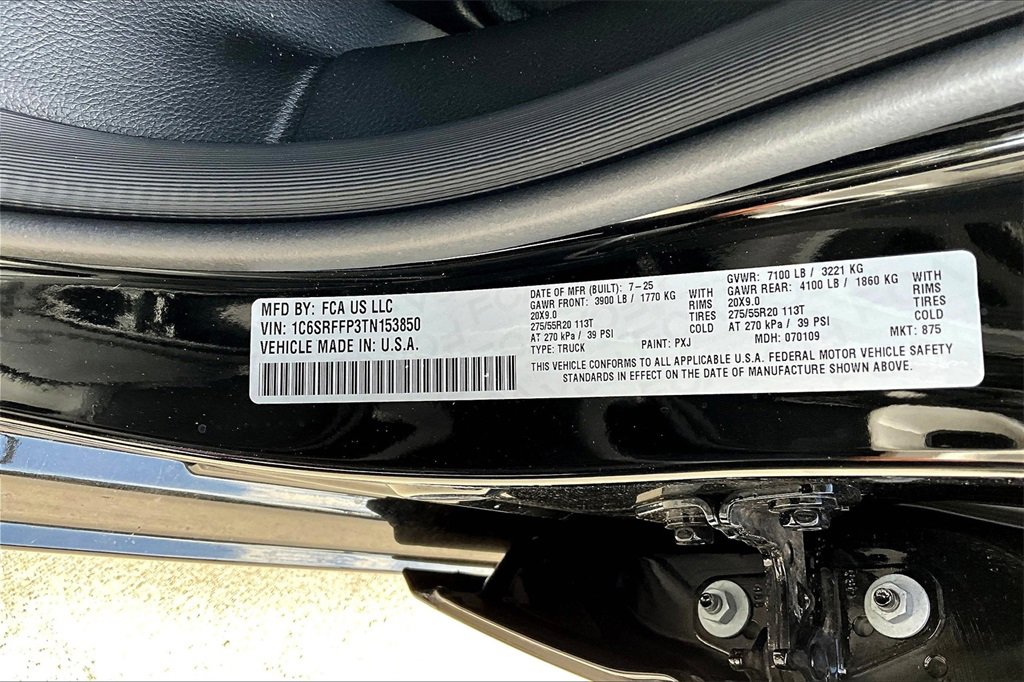 MFD BY: FCA US LLC
VIN: 1C6SRFFP3TN153850
VEHICLE MADE IN: U.S.A.
DATE OF MFR (BUILT): 7-25
GAWR FRONT: 3900 LB / 1770 KG WITH
20X9.0 RIMS
275/55R20 113T TIRES
AT 270 kPa / 39 PSI COLD
TYPE: TRUCK PAINT: PXJ
GVWR: 7100 LB / 3221 KG
GAWR REAR: 4100 LB / 1860 KG WITH
20X9.0 RIMS
275/55R20 113T TIRES
AT 270 kPa / 39 PSI COLD
MDH: 070109 MKT: 875
THIS VEHICLE CONFORMS TO ALL APPLICABLE U.S.A. FEDERAL MOTOR VEHICLE SAFETY
STANDARDS IN EFFECT ON THE DATE OF MANUFACTURE SHOWN ABOVE.